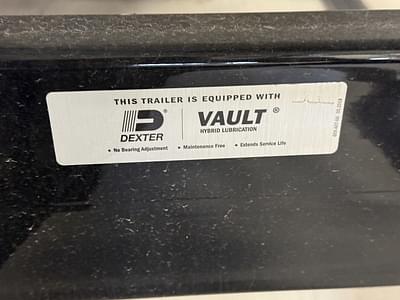 THIS TRAILER IS EQUIPPED WITH
DEXTER
VAULT®
HYBRID LUBRICATION
• No Bearing Adjustment • Maintenance Free • Extends Service Life